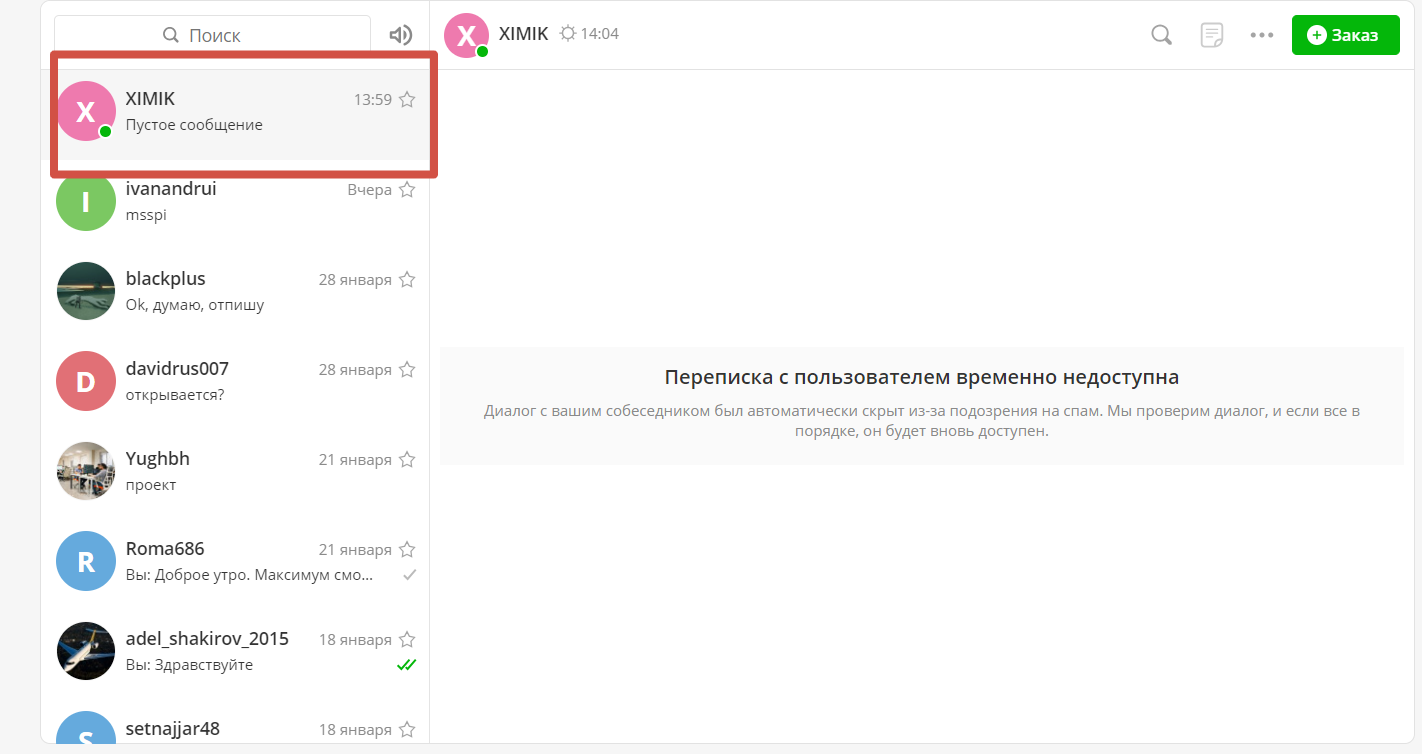 Поиск
X XIMIK 14:04
Заказ
X
XIMIK 13:59
Пустое сообщение
I
ivanandrui Вчера
msspi
blackplus 28 января
Ok, думаю, отпишу
D
davidrus007 28 января
открывается?
Yughbh 21 января
проект
R
Roma686 21 января
Вы: Доброе утро. Максимум смо...
adel_shakirov_2015 18 января
Вы: Здравствуйте
S
setnajjar48 18 января
Переписка с пользователем временно недоступна
Диалог с вашим собеседником был автоматически скрыт из-за подозрения на спам. Мы проверим диалог, и если все в
порядке, он будет вновь доступен.